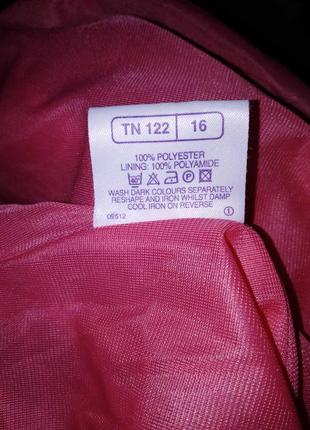 TN 122 16
100% POLYESTER
LINING: 100% POLYAMIDE
WASH DARK COLOURS SEPARATELY
RESHAPE AND IRON WHILST DAMP
COOL IRON ON REVERSE
1